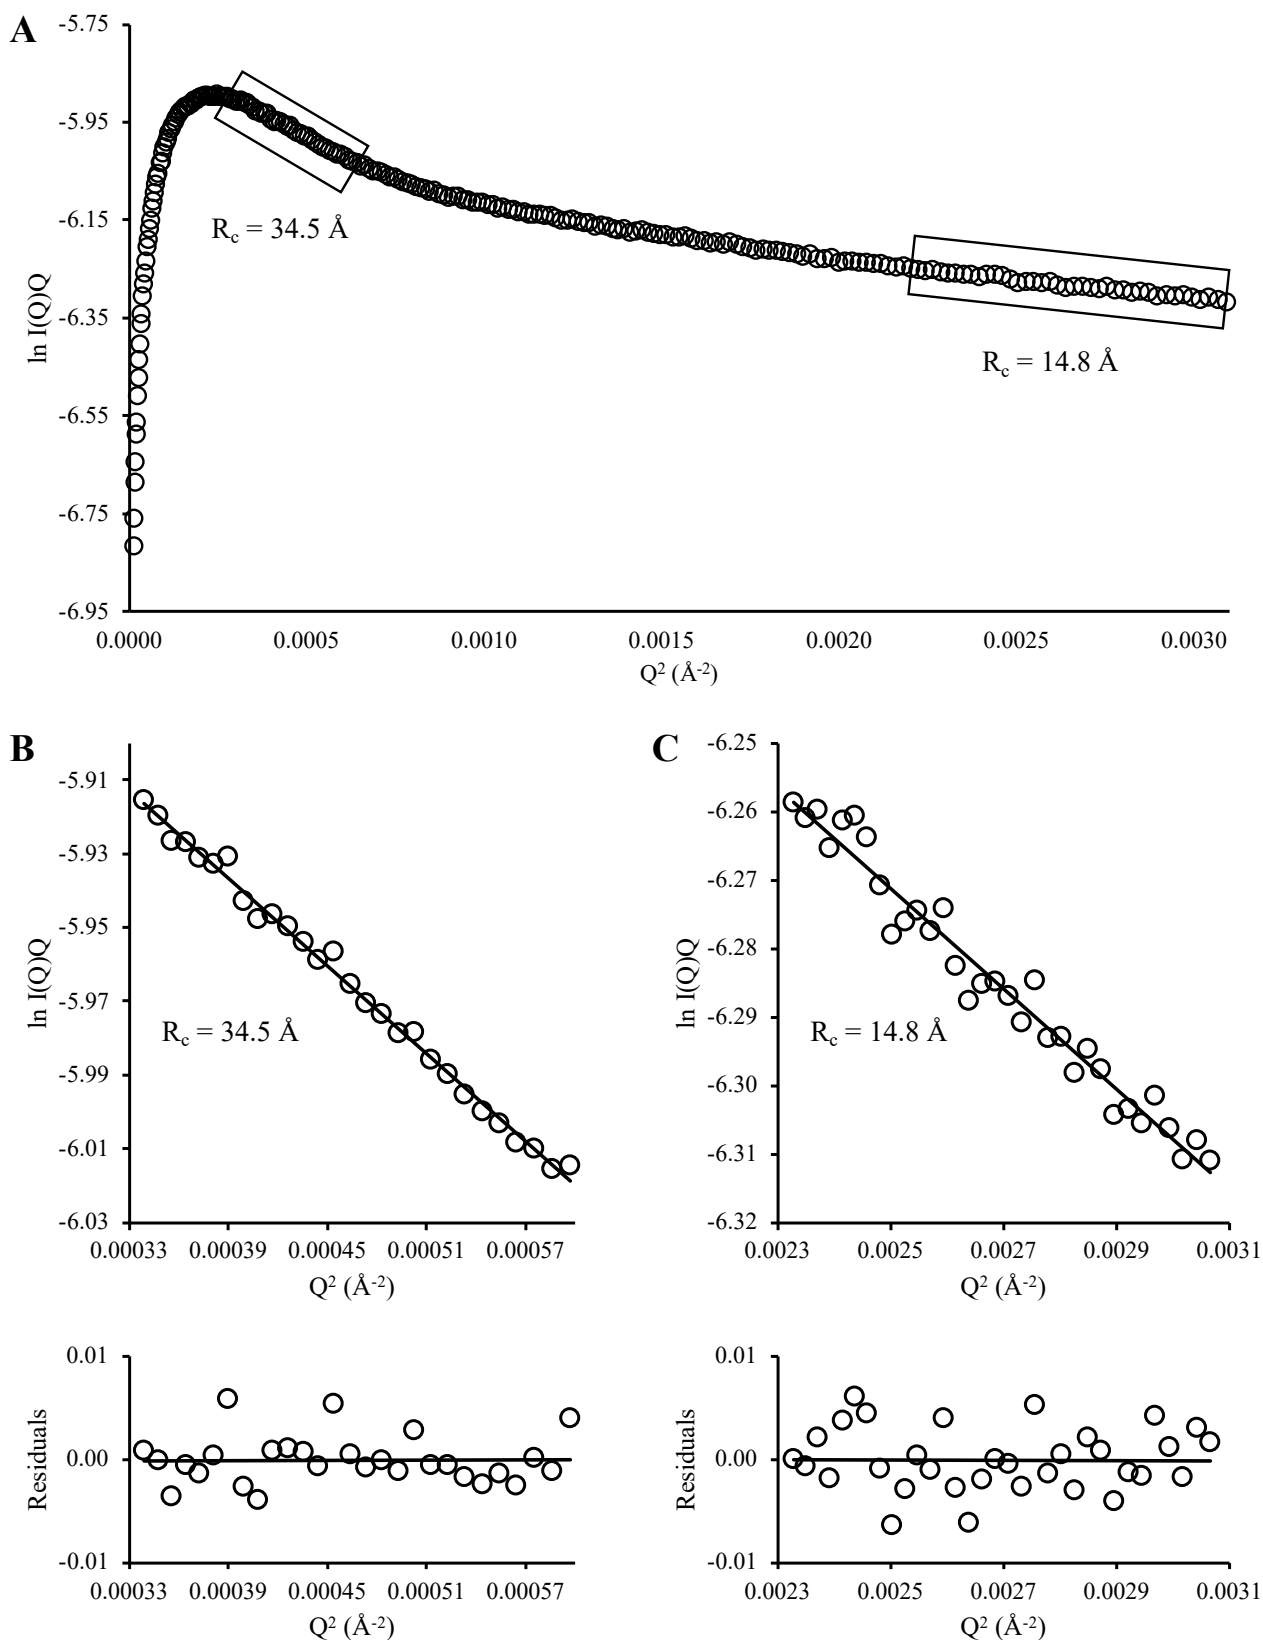 A
-5.75
-5.95
-6.15
-6.35
-6.55
-6.75
-6.95
ln I(Q)Q
R_c = 34.5 Å
R_c = 14.8 Å
0.0000 0.0005 0.0010 0.0015 0.0020 0.0025 0.0030
Q² (Å⁻²)
B
-5.91
-5.93
-5.95
-5.97
-5.99
-6.01
-6.03
ln I(Q)Q
R_c = 34.5 Å
0.00033 0.00039 0.00045 0.00051 0.00057
Q² (Å⁻²)
C
-6.25
-6.26
-6.27
-6.28
-6.29
-6.30
-6.31
-6.32
ln I(Q)Q
R_c = 14.8 Å
0.0023 0.0025 0.0027 0.0029 0.0031
Q² (Å⁻²)
0.01
0.00
-0.01
Residuals
0.00033 0.00039 0.00045 0.00051 0.00057
Q² (Å⁻²)
0.01
0.00
-0.01
Residuals
0.0023 0.0025 0.0027 0.0029 0.0031
Q² (Å⁻²)